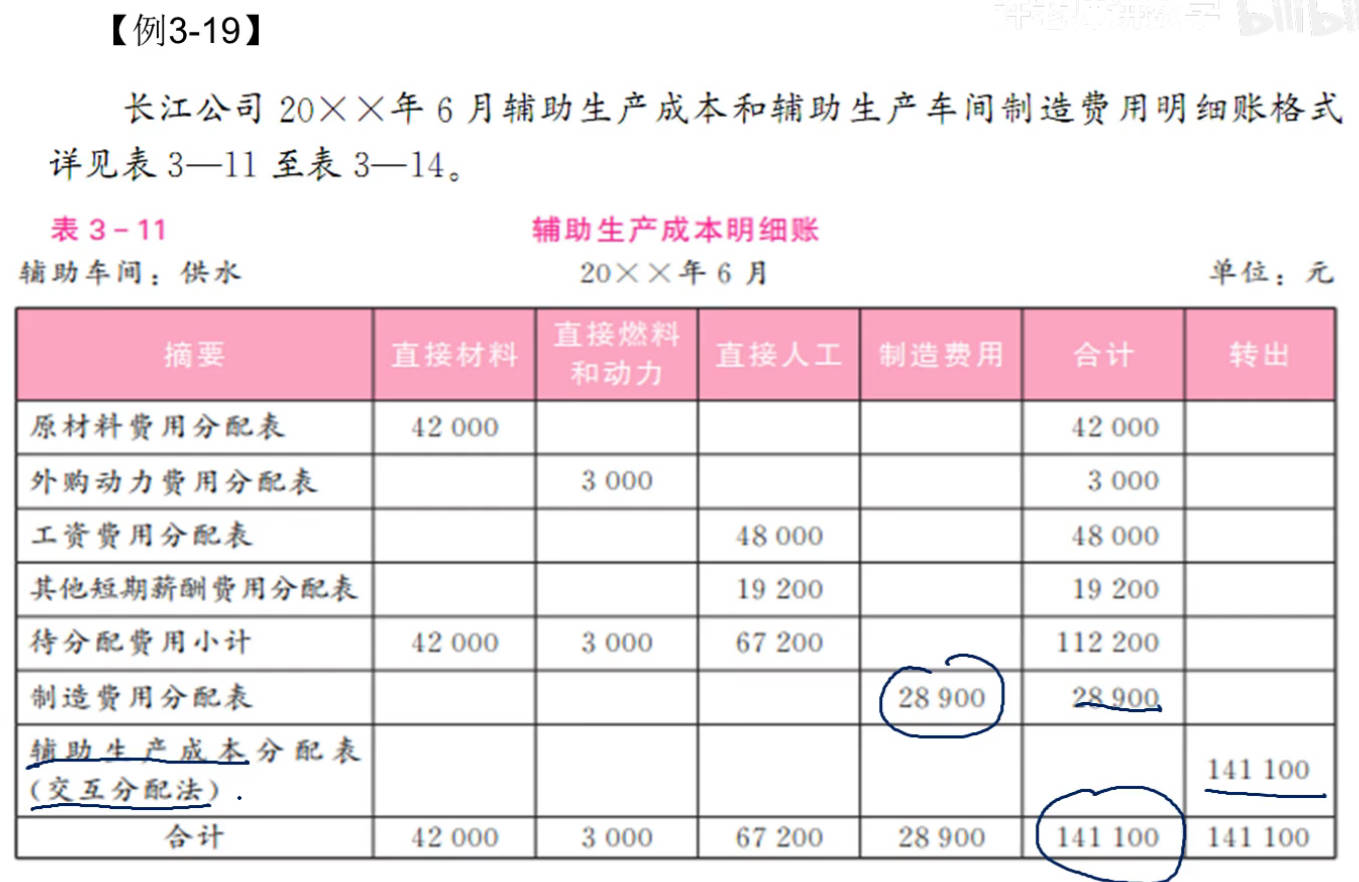 【例3-19】
长江公司 20××年 6 月辅助生产成本和辅助生产车间制造费用明细账格式
详见表 3—11 至表 3—14。
表 3-11 辅助生产成本明细账
辅助车间：供水 20××年 6 月 单位：元
摘要 直接材料 直接燃料和动力 直接人工 制造费用 合计 转出
原材料费用分配表 42 000 42 000
外购动力费用分配表 3 000 3 000
工资费用分配表 48 000 48 000
其他短期薪酬费用分配表 19 200 19 200
待分配费用小计 42 000 3 000 67 200 112 200
制造费用分配表 28 900 28 900
辅助生产成本分配表
(交互分配法) 141 100
合计 42 000 3 000 67 200 28 900 141 100 141 100
bilibili